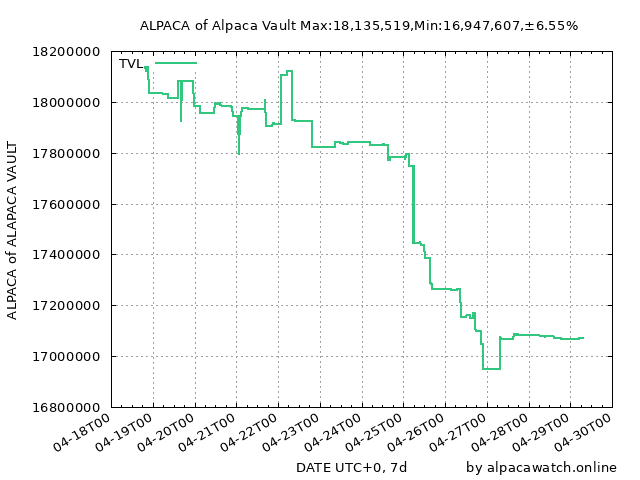 ALPACA of Alpaca Vault Max:18,135,519,Min:16,947,607,±6.55%
TVL
ALPACA of ALAPACA VAULT
18200000
18000000
17800000
17600000
17400000
17200000
17000000
16800000
04-18T00
04-19T00
04-20T00
04-21T00
04-22T00
04-23T00
04-24T00
04-25T00
04-26T00
04-27T00
04-28T00
04-29T00
04-30T00
DATE UTC+0, 7d
by alpacawatch.online